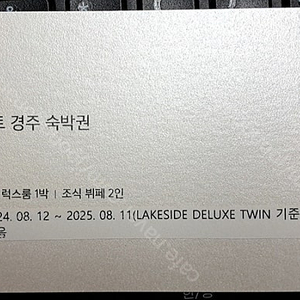 트 경주 숙박권
럭스룸 1박 | 조식 뷔페 2인
24. 08. 12 ~ 2025. 08. 11(LAKESIDE DELUXE TWIN 기준
음